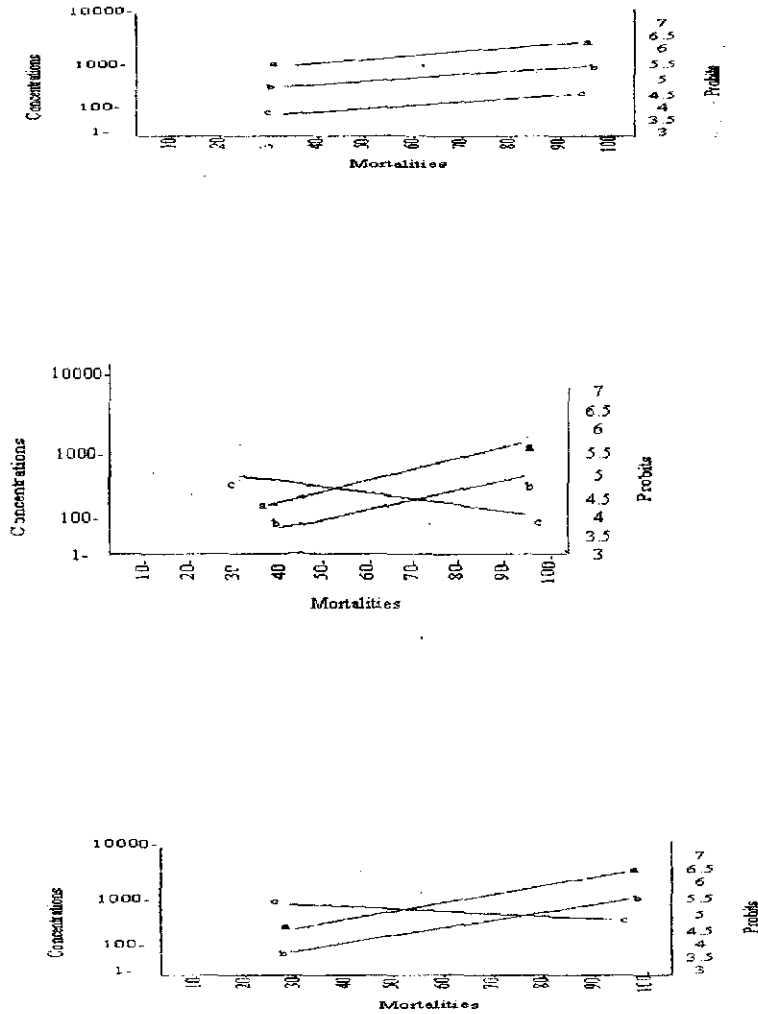 10000-
1000-
100-
1-
Concentrations
7
6.5
6
5.5
5
4.5
4
3.5
3
Probits
a
a
b
b
c
c
10-
20-
30-
40-
50-
60-
70-
80-
90-
100-
Mortalities
10000-
1000-
100-
1-
Concentrations
7
6.5
6
5.5
5
4.5
4
3.5
3
Probits
c
a
b
a
b
c
10-
20-
30-
40-
50-
60-
70-
80-
90-
100-
Mortalities
10000-
1000-
100-
1-
Concentrations
7
6.5
6
5.5
5
4.5
4
3.5
3
Probits
c
a
b
a
b
c
10-
20-
30-
40-
50-
60-
70-
80-
90-
100-
Mortalities